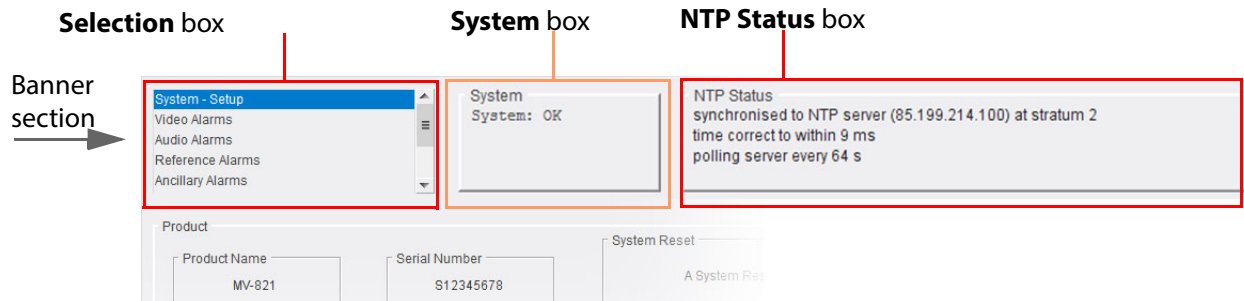 Selection box
System box
NTP Status box
Banner
section
System - Setup
Video Alarms
Audio Alarms
Reference Alarms
Ancillary Alarms
System
System: OK
NTP Status
synchronised to NTP server (85.199.214.100) at stratum 2
time correct to within 9 ms
polling server every 64 s
Product
Product Name
MV-821
Serial Number
S12345678
System Reset
A System Res